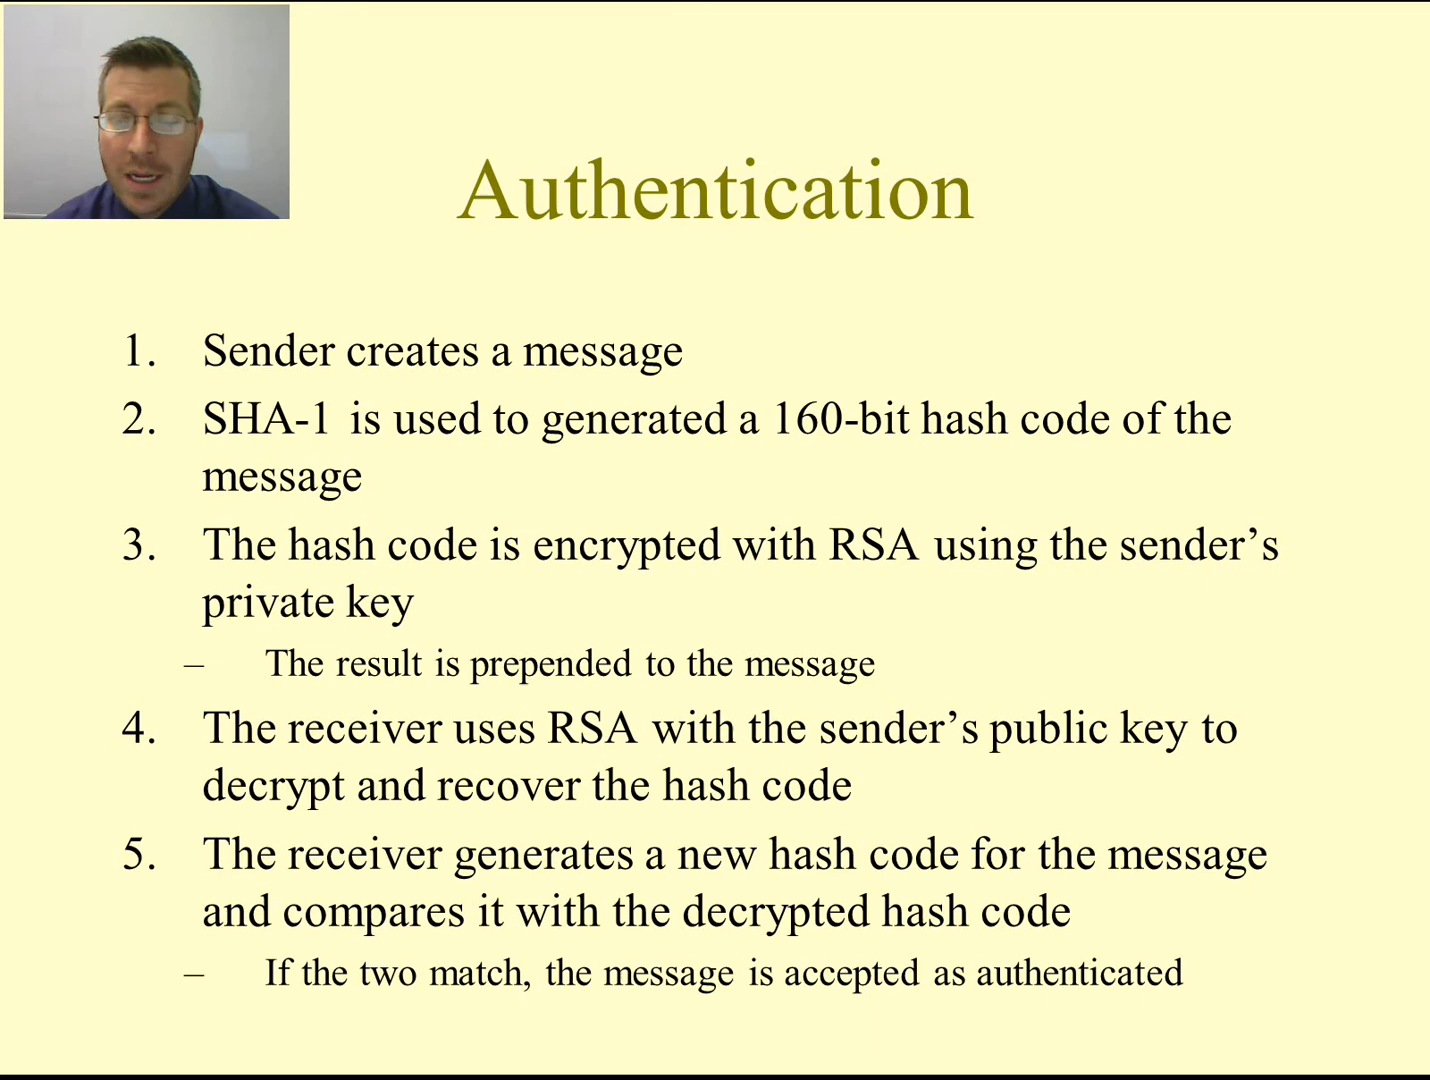 Authentication
1. Sender creates a message
2. SHA-1 is used to generated a 160-bit hash code of the
message
3. The hash code is encrypted with RSA using the sender’s
private key
– The result is prepended to the message
4. The receiver uses RSA with the sender’s public key to
decrypt and recover the hash code
5. The receiver generates a new hash code for the message
and compares it with the decrypted hash code
– If the two match, the message is accepted as authenticated